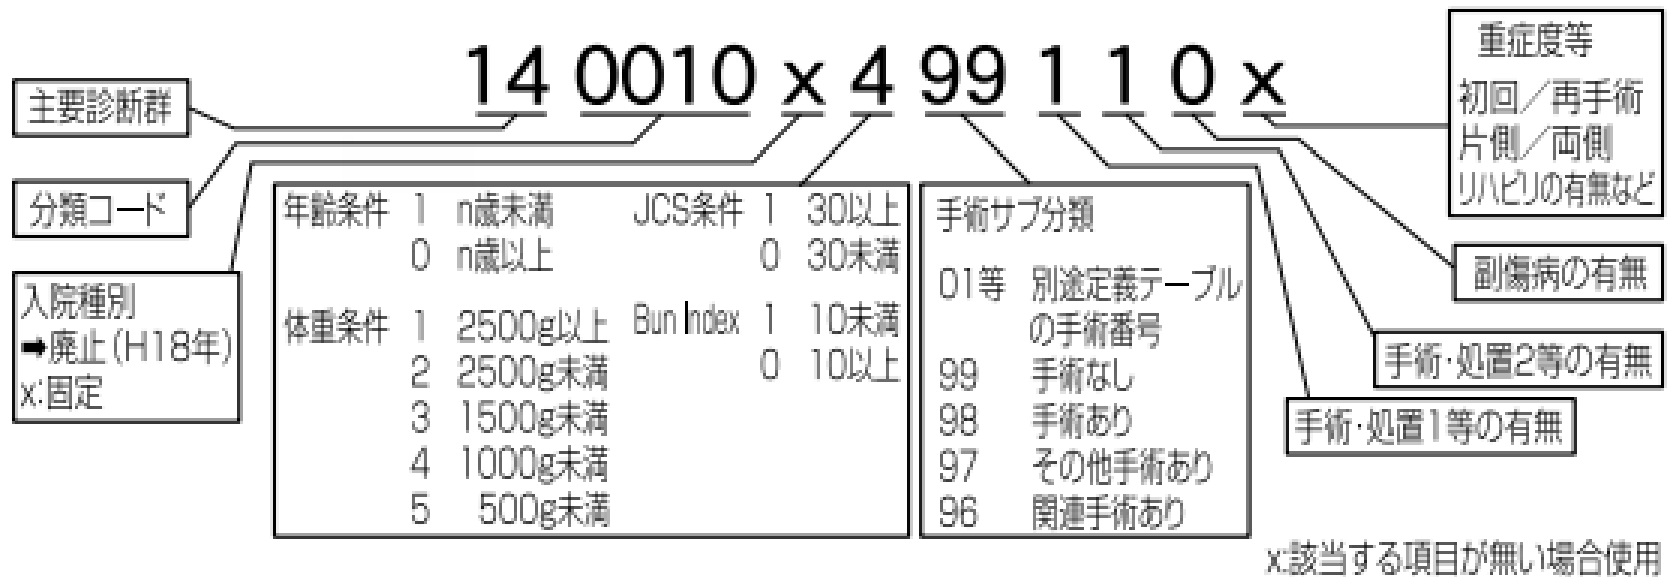 14 0010 x 4 99 1 1 0 x
主要診断群
分類コード
入院種別
➡廃止(H18年)
x:固定
年齢条件 1 n歳未満
0 n歳以上
体重条件 1 2500g以上
2 2500g未満
3 1500g未満
4 1000g未満
5 500g未満
JCS条件 1 30以上
0 30未満
Bun Index 1 10未満
0 10以上
手術サブ分類
01等 別途定義テーブル
の手術番号
99 手術なし
98 手術あり
97 その他手術あり
96 関連手術あり
重症度等
初回／再手術
片側／両側
リハビリの有無など
副傷病の有無
手術・処置2等の有無
手術・処置1等の有無
x:該当する項目が無い場合使用